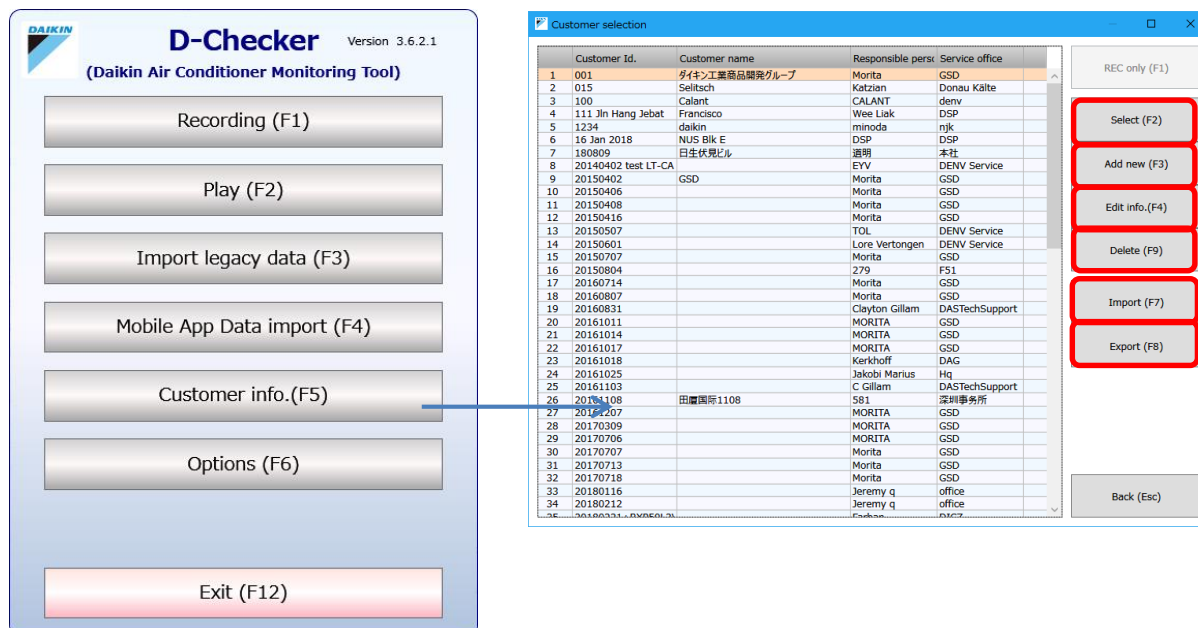 DAIKIN
D-Checker Version 3.6.2.1
(Daikin Air Conditioner Monitoring Tool)
Recording (F1)
Play (F2)
Import legacy data (F3)
Mobile App Data import (F4)
Customer info.(F5)
Options (F6)
Exit (F12)
Customer selection
Customer Id. Customer name Responsible perso Service office
1 001 ダイキン工業商品開発グループ Morita GSD
2 015 Selitsch Katzian Donau Kälte
3 100 Calant CALANT denv
4 111 Jln Hang Jebat Francisco Wee Liak DSP
5 1234 daikin minoda njk
6 16 Jan 2018 NUS Blk E DSP DSP
7 180809 日生伏見ビル 道明 本社
8 20140402 test LT-CA EYV DENV Service
9 20150402 GSD Morita GSD
10 20150406 Morita GSD
11 20150408 Morita GSD
12 20150416 Morita GSD
13 20150507 TOL DENV Service
14 20150601 Lore Vertongen DENV Service
15 20150707 Morita GSD
16 20150804 279 F51
17 20160714 Morita GSD
18 20160807 Morita GSD
19 20160831 Clayton Gillam DASTechSupport
20 20161011 MORITA GSD
21 20161014 MORITA GSD
22 20161017 MORITA GSD
23 20161018 Kerkhoff DAG
24 20161025 Jakobi Marius Hq
25 20161103 C Gillam DASTechSupport
26 20161108 田厦国际1108 581 深圳事务所
27 20161207 MORITA GSD
28 20170309 MORITA GSD
29 20170706 MORITA GSD
30 20170707 Morita GSD
31 20170713 Morita GSD
32 20170718 Morita GSD
33 20180116 Jeremy q office
34 20180212 Jeremy q office
REC only (F1)
Select (F2)
Add new (F3)
Edit info.(F4)
Delete (F9)
Import (F7)
Export (F8)
Back (Esc)